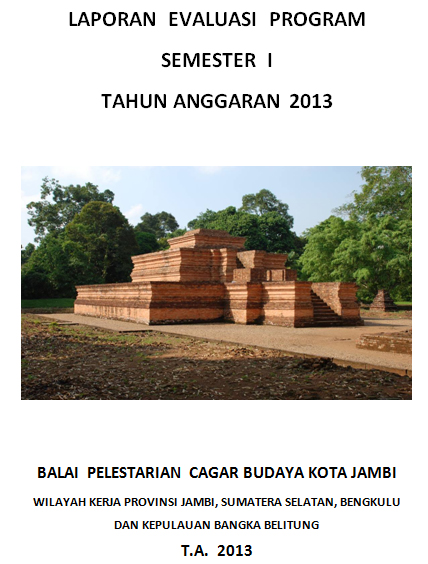 LAPORAN EVALUASI PROGRAM
SEMESTER I
TAHUN ANGGARAN 2013
BALAI PELESTARIAN CAGAR BUDAYA KOTA JAMBI
WILAYAH KERJA PROVINSI JAMBI, SUMATERA SELATAN, BENGKULU
DAN KEPULAUAN BANGKA BELITUNG
T.A. 2013